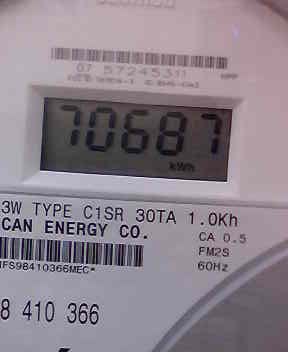 07 57245311
70687
kWh
3W TYPE C1SR 30TA 1.0Kh
CAN ENERGY CO.
CA 0.5
FM2S
60Hz
IFS98410366MEC*
8 410 366